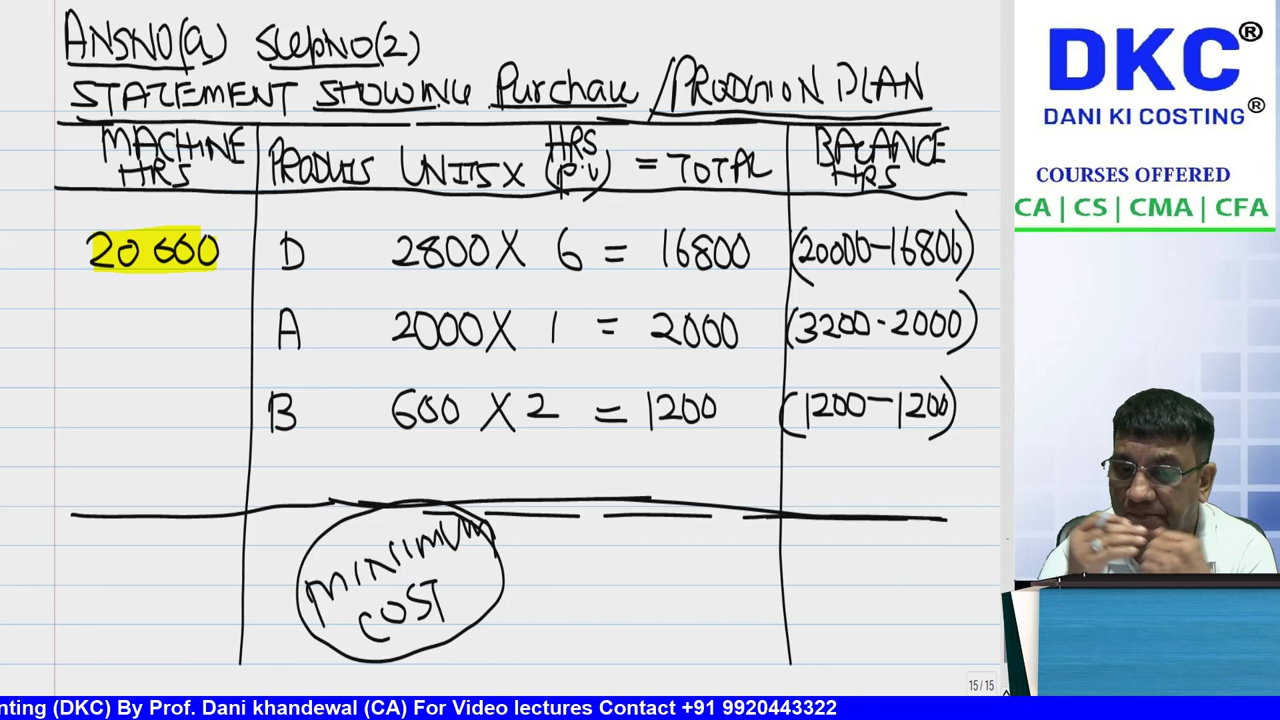 ANSNO(a) StepNO(2)
STATEMENT SHOWING Purchase / PRODUCTION PLAN
MACHINE HRS PRODUCTS UNITS X HRS (P.U) = TOTAL BALANCE HRS
20 000 D 2800 X 6 = 16800 (20000-16800)
A 2000 X 1 = 2000 (3200-2000)
B 600 X 2 = 1200 (1200-1200)
MINIMUM
COST
15/15
DKC®
DANI KI COSTING®
COURSES OFFERED
CA | CS | CMA | CFA
nting (DKC) By Prof. Dani khandewal (CA) For Video lectures Contact +91 9920443322